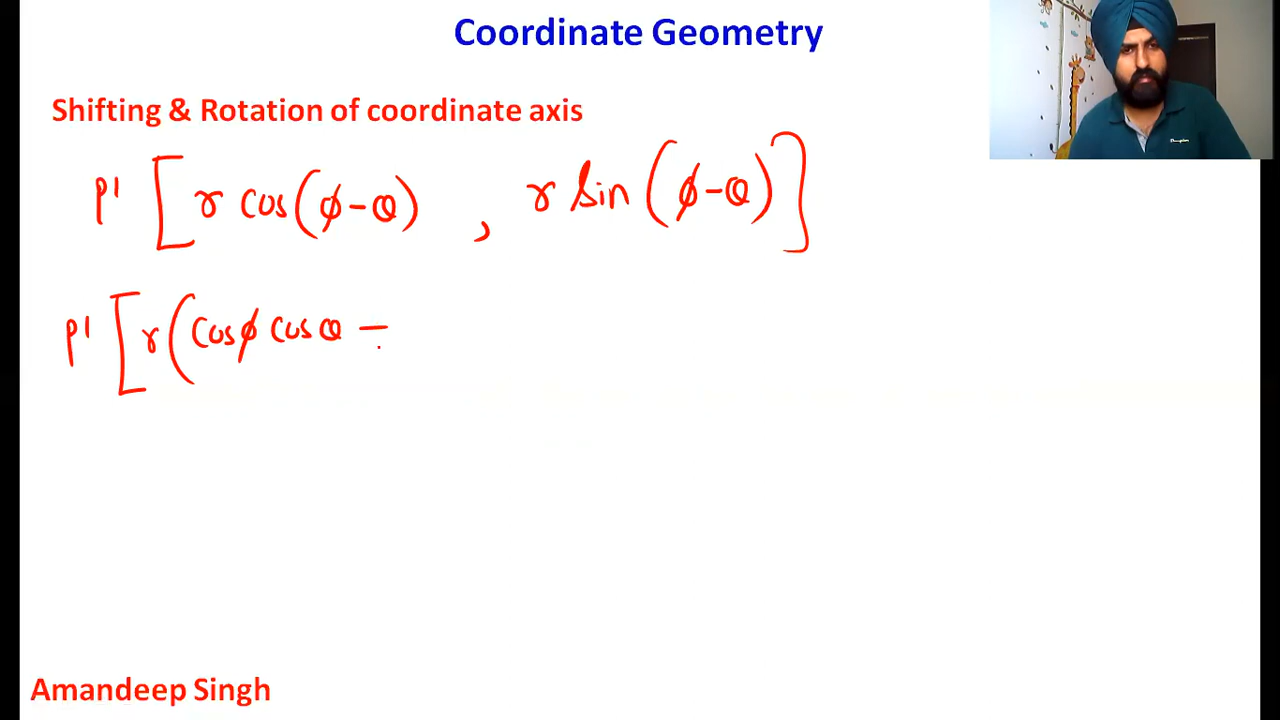 Coordinate Geometry
Shifting & Rotation of coordinate axis
P' [ r cos(ϕ-θ) , r sin(ϕ-θ) ]
P' [ r(cosϕ cosθ -
Amandeep Singh